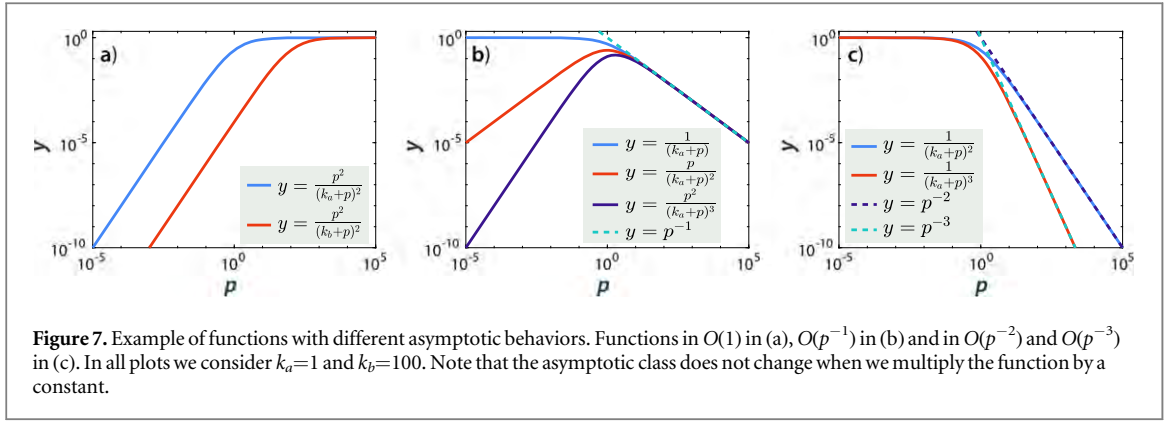 a)
10^0
10^-5
10^-10
y
10^-5
10^0
10^5
p
y = p^2/(k_a+p)^2
y = p^2/(k_b+p)^2
b)
10^0
10^-5
10^-10
y
10^-5
10^0
10^5
p
y = 1/(k_a+p)
y = p/(k_a+p)^2
y = p^2/(k_a+p)^3
y = p^-1
c)
10^0
10^-5
10^-10
y
10^-5
10^0
10^5
p
y = 1/(k_a+p)^2
y = 1/(k_a+p)^3
y = p^-2
y = p^-3
Figure 7. Example of functions with different asymptotic behaviors. Functions in O(1) in (a), O(p^-1) in (b) and in O(p^-2) and O(p^-3)
in (c). In all plots we consider k_a=1 and k_b=100. Note that the asymptotic class does not change when we multiply the function by a
constant.